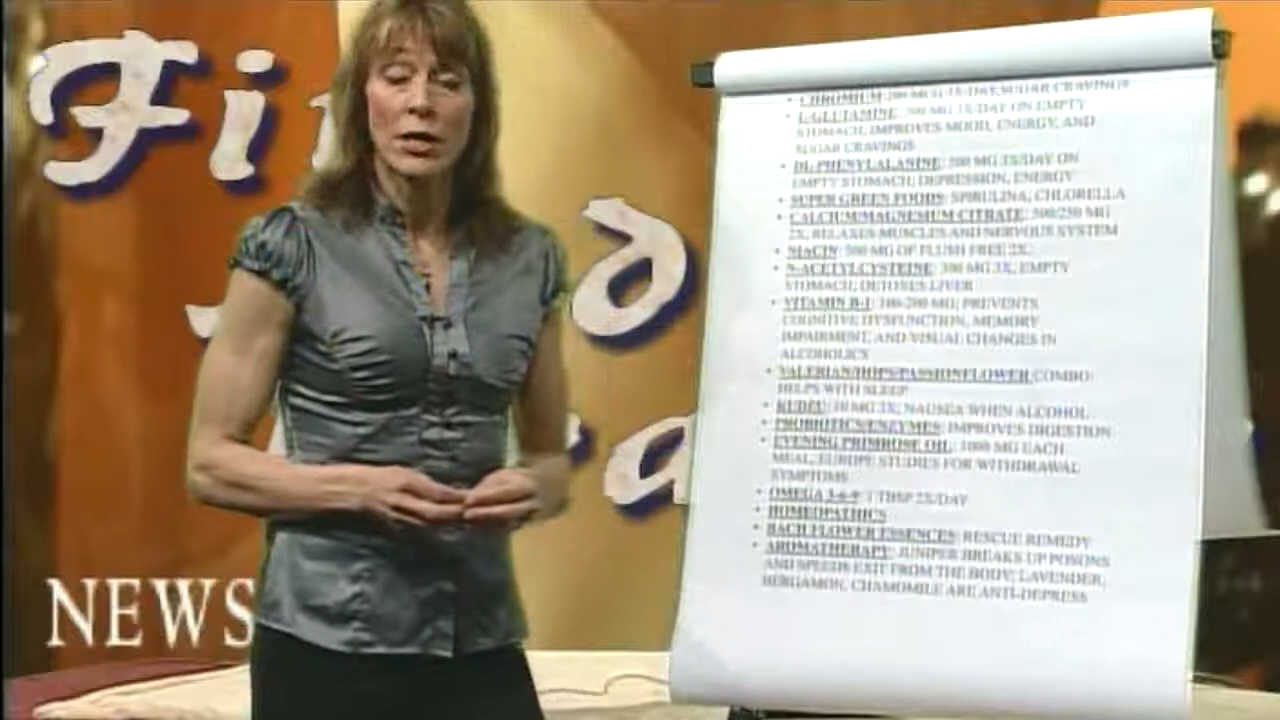 Fi
d
a
NEWS
• CHROMIUM: 200 MCG 1X/DAY, SUGAR CRAVINGS
• L-GLUTAMINE: 500 MG 3X/DAY ON EMPTY
STOMACH, IMPROVES MOOD, ENERGY, AND
SUGAR CRAVINGS
• DL-PHENYLALANINE: 500 MG 3X/DAY ON
EMPTY STOMACH; DEPRESSION, ENERGY
• SUPER GREEN FOODS: SPIRULINA, CHLORELLA
• CALCIUM/MAGNESIUM CITRATE: 500/250 MG
2X, RELAXES MUSCLES AND NERVOUS SYSTEM
• NIACIN: 500 MG OF FLUSH FREE 2X.
• N-ACETYLCYSTEINE: 500 MG 3X, EMPTY
STOMACH, DETOXES LIVER
• VITAMIN B-1: 100-200 MG; PREVENTS
COGNITIVE DYSFUNCTION, MEMORY
IMPAIRMENT, AND VISUAL CHANGES IN
ALCOHOLICS
• VALERIAN/HOPS/PASSIONFLOWER COMBO:
HELPS WITH SLEEP
• KUDZU: 10 MG 3X, NAUSEA WHEN ALCOHOL
• PROBIOTICS/ENZYMES: IMPROVES DIGESTION
• EVENING PRIMROSE OIL: 1000 MG EACH
MEAL, EUROPE STUDIES FOR WITHDRAWAL
SYMPTOMS
• OMEGA 3-6-9: 1 TBSP 2X/DAY
• HOMEOPATHICS
• BACH FLOWER ESSENCES: RESCUE REMEDY
• AROMATHERAPY: JUNIPER BREAKS UP POISONS
AND SPEEDS EXIT FROM THE BODY; LAVENDER,
BERGAMON, CHAMOMILE ARE ANTI-DEPRESS